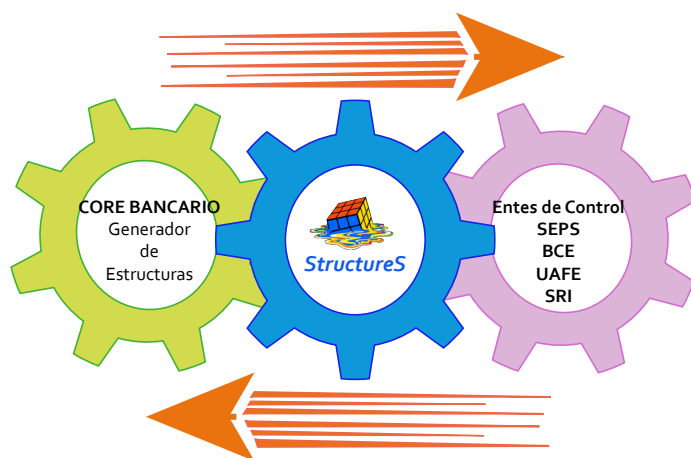 CORE BANCARIO
Generador
de
Estructuras
StructureS
Entes de Control
SEPS
BCE
UAFE
SRI